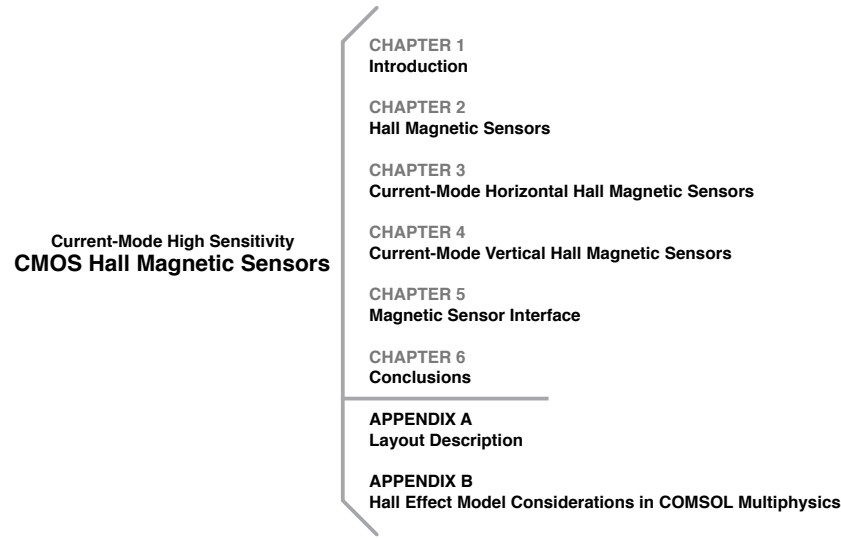 Current-Mode High Sensitivity
CMOS Hall Magnetic Sensors
CHAPTER 1
Introduction
CHAPTER 2
Hall Magnetic Sensors
CHAPTER 3
Current-Mode Horizontal Hall Magnetic Sensors
CHAPTER 4
Current-Mode Vertical Hall Magnetic Sensors
CHAPTER 5
Magnetic Sensor Interface
CHAPTER 6
Conclusions
APPENDIX A
Layout Description
APPENDIX B
Hall Effect Model Considerations in COMSOL Multiphysics